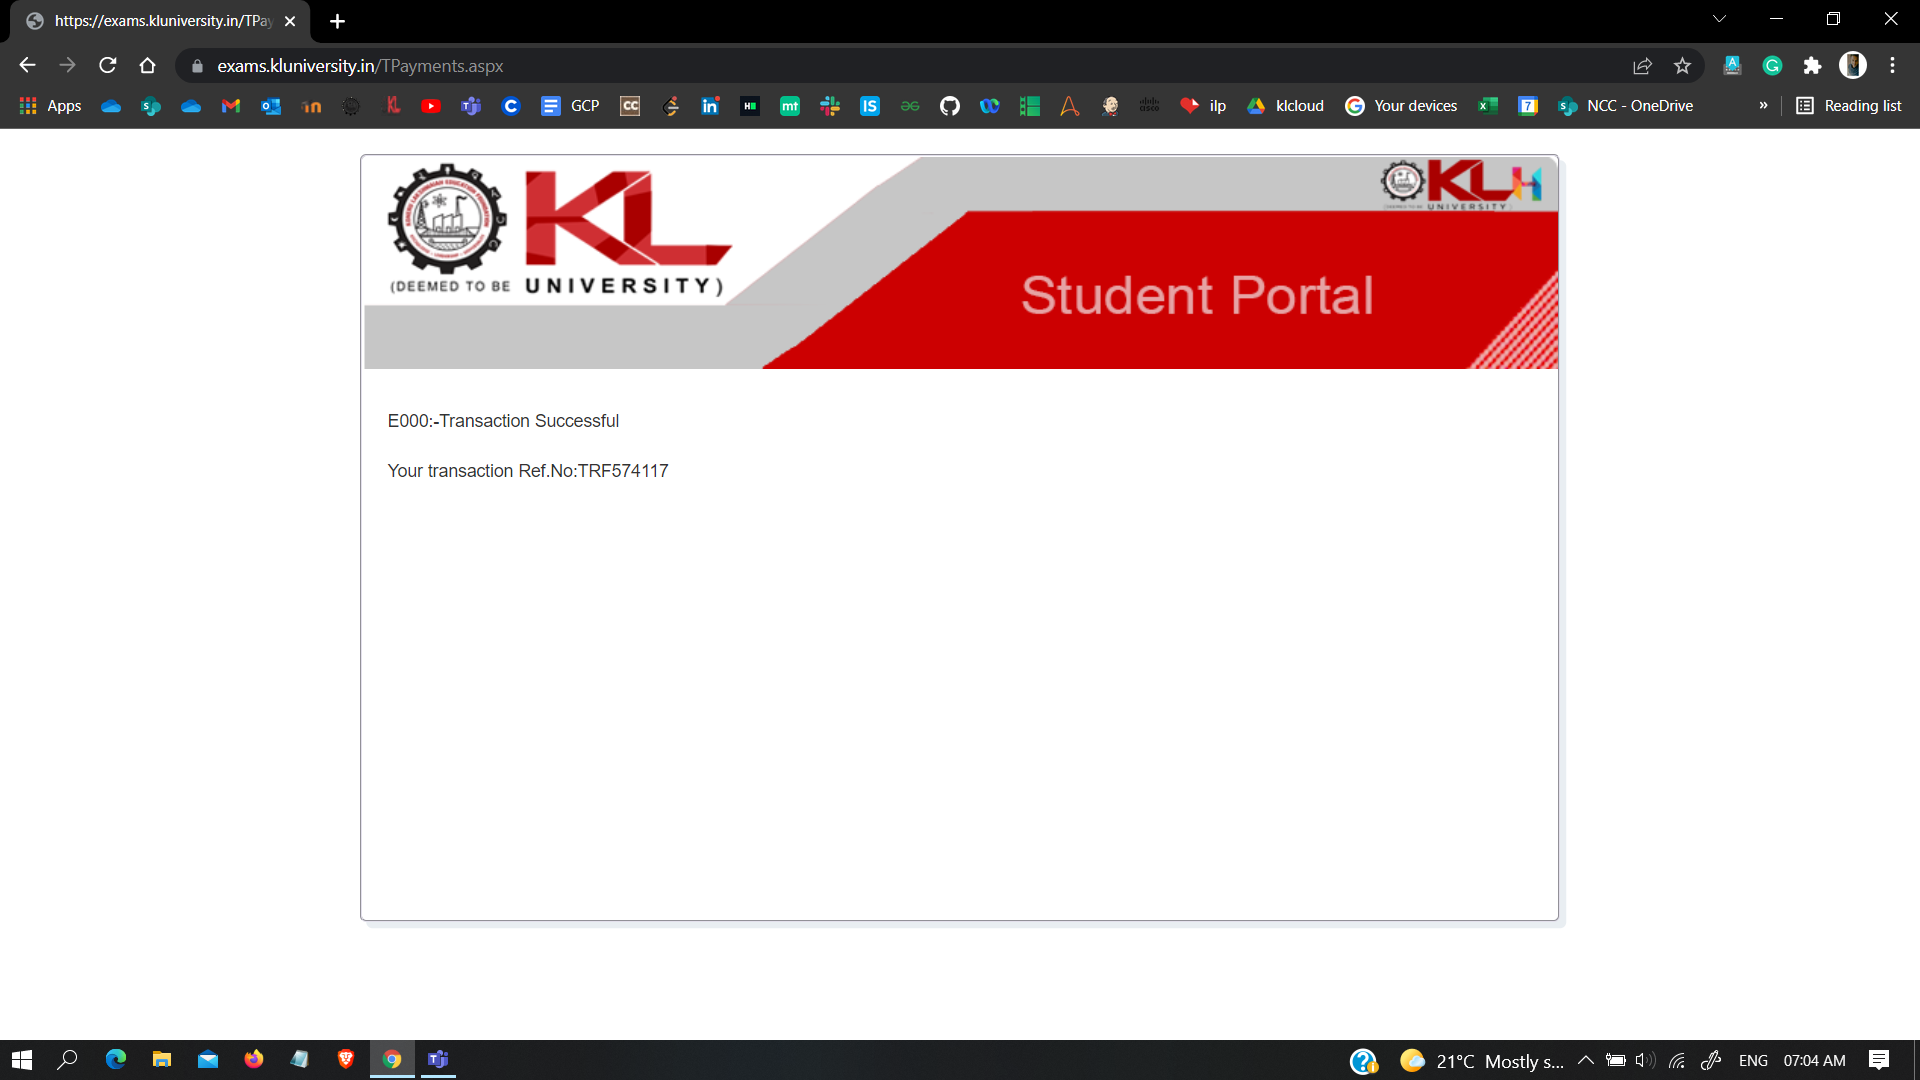 https://exams.kluniversity.in/TPay
exams.kluniversity.in/TPayments.aspx
Apps GCP ilp klcloud Your devices NCC - OneDrive » Reading list
KL
(DEEMED TO BE UNIVERSITY)
KLH
UNIVERSITY)
Student Portal
E000:-Transaction Successful
Your transaction Ref.No:TRF574117
21°C Mostly s... ENG 07:04 AM